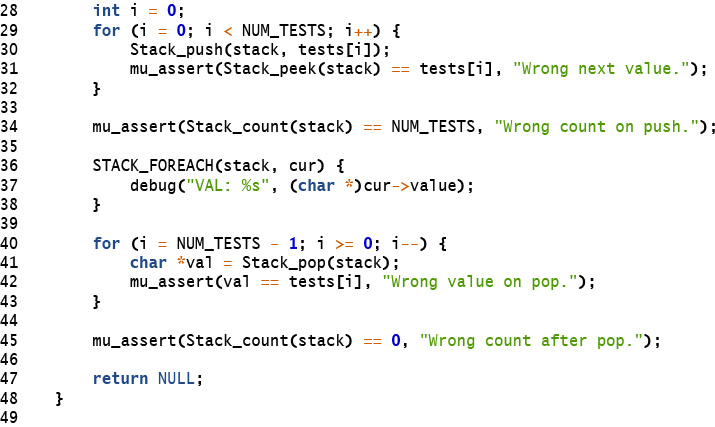 28        int i = 0;
29        for (i = 0; i < NUM_TESTS; i++) {
30            Stack_push(stack, tests[i]);
31            mu_assert(Stack_peek(stack) == tests[i], "Wrong next value.");
32        }
33
34        mu_assert(Stack_count(stack) == NUM_TESTS, "Wrong count on push.");
35
36        STACK_FOREACH(stack, cur) {
37            debug("VAL: %s", (char *)cur->value);
38        }
39
40        for (i = NUM_TESTS - 1; i >= 0; i--) {
41            char *val = Stack_pop(stack);
42            mu_assert(val == tests[i], "Wrong value on pop.");
43        }
44
45        mu_assert(Stack_count(stack) == 0, "Wrong count after pop.");
46
47        return NULL;
48    }
49